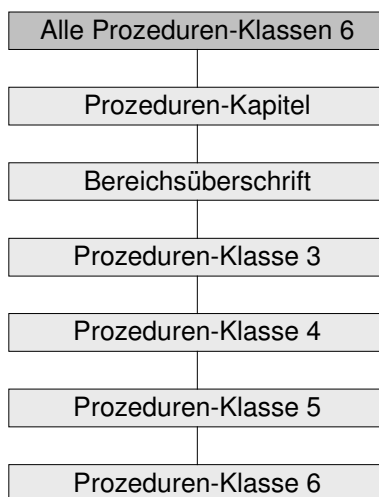 Alle Prozeduren-Klassen 6
Prozeduren-Kapitel
Bereichsüberschrift
Prozeduren-Klasse 3
Prozeduren-Klasse 4
Prozeduren-Klasse 5
Prozeduren-Klasse 6